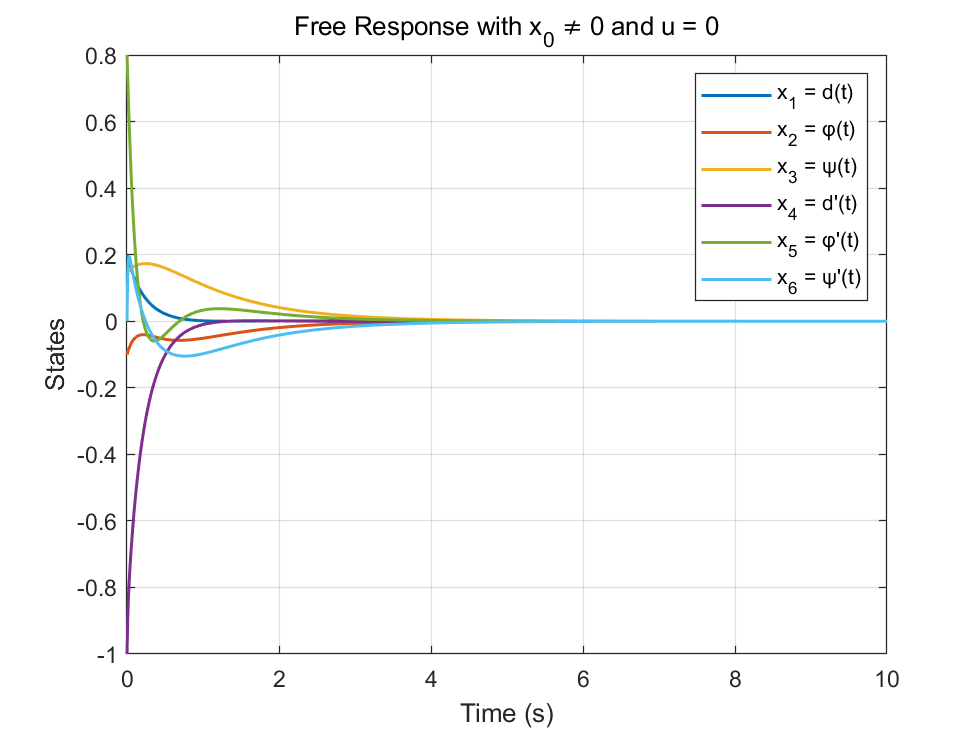 Free Response with x₀ ≠ 0 and u = 0
States
0.8
0.6
0.4
0.2
0
-0.2
-0.4
-0.6
-0.8
-1
x₁ = d(t)
x₂ = φ(t)
x₃ = ψ(t)
x₄ = d'(t)
x₅ = φ'(t)
x₆ = ψ'(t)
0 2 4 6 8 10
Time (s)